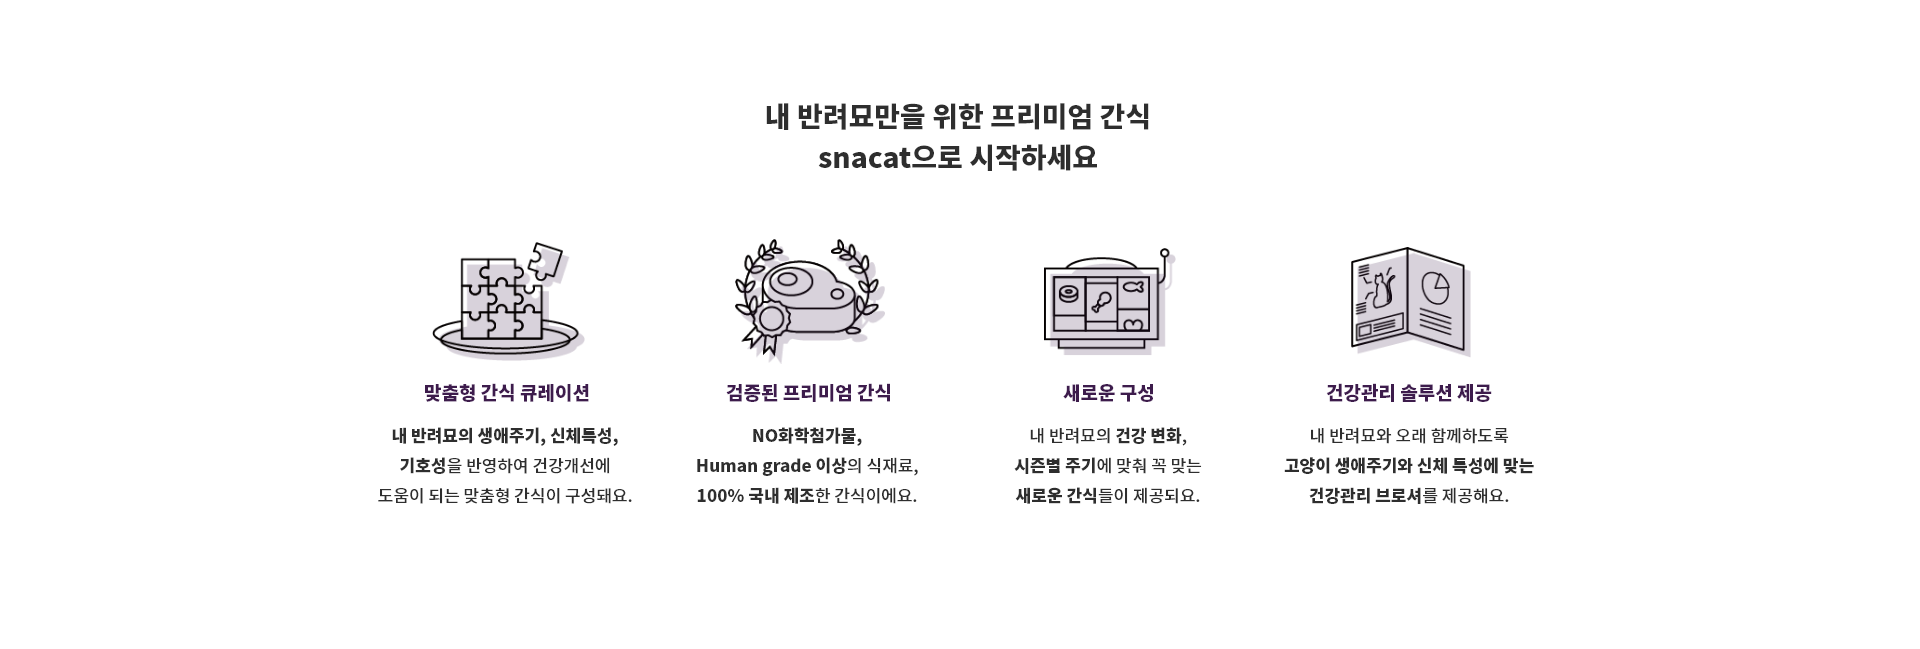 내 반려묘만을 위한 프리미엄 간식
snacat으로 시작하세요
맞춤형 간식 큐레이션
내 반려묘의 생애주기, 신체특성,
기호성을 반영하여 건강개선에
도움이 되는 맞춤형 간식이 구성돼요.
검증된 프리미엄 간식
NO화학첨가물,
Human grade 이상의 식재료,
100% 국내 제조한 간식이에요.
새로운 구성
내 반려묘의 건강 변화,
시즌별 주기에 맞춰 꼭 맞는
새로운 간식들이 제공되요.
건강관리 솔루션 제공
내 반려묘와 오래 함께하도록
고양이 생애주기와 신체 특성에 맞는
건강관리 브로셔를 제공해요.